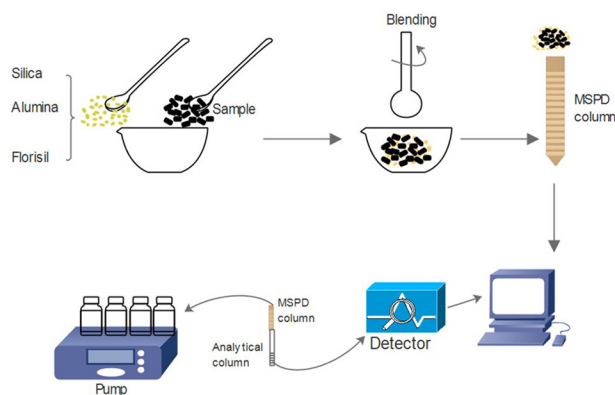 Silica
Alumina
Florisil
Sample
Blending
MSPD
column
MSPD
column
Analytical
column
Detector
Pump